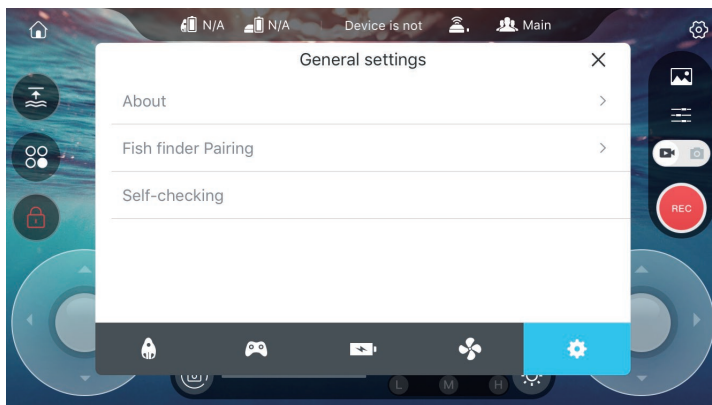 N/A N/A Device is not Main
General settings
About
Fish finder Pairing
Self-checking
REC
L M H